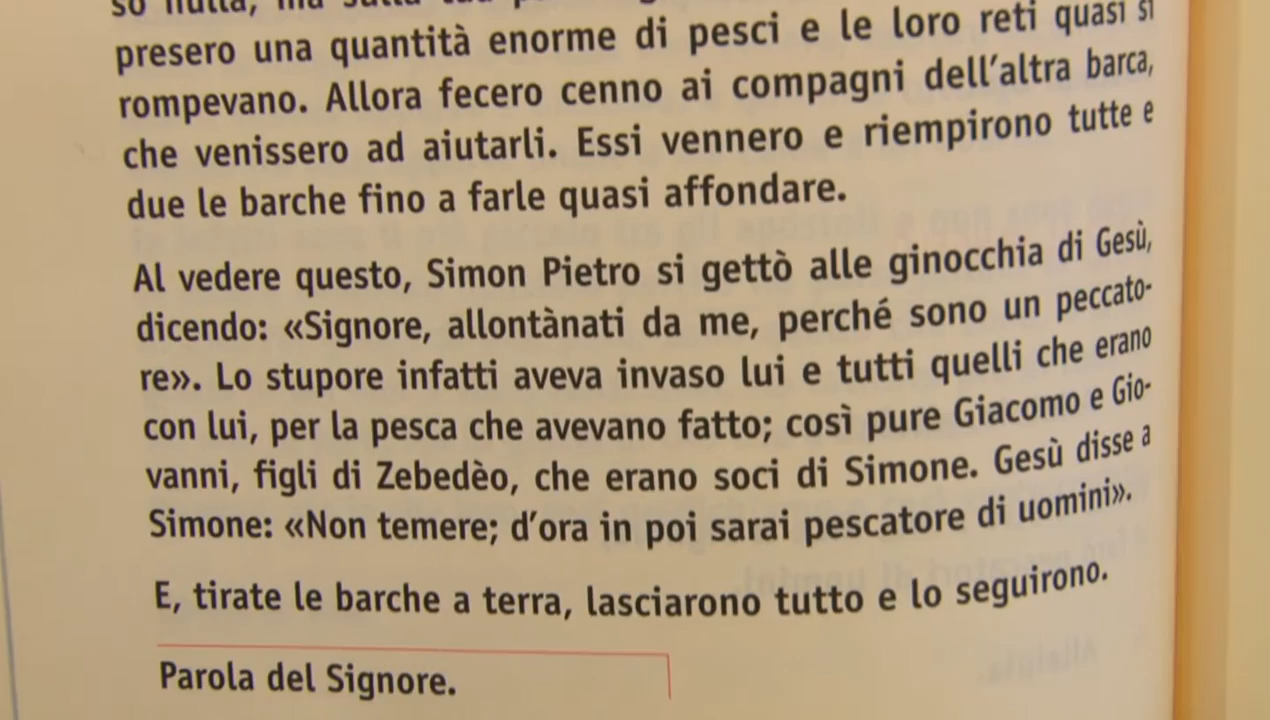 so nulla, ma sulla tua
presero una quantità enorme di pesci e le loro reti quasi si
rompevano. Allora fecero cenno ai compagni dell'altra barca,
che venissero ad aiutarli. Essi vennero e riempirono tutte e
due le barche fino a farle quasi affondare.
Al vedere questo, Simon Pietro si gettò alle ginocchia di Gesù,
dicendo: «Signore, allontànati da me, perché sono un peccato-
re». Lo stupore infatti aveva invaso lui e tutti quelli che erano
con lui, per la pesca che avevano fatto; così pure Giacomo e Gio-
vanni, figli di Zebedèo, che erano soci di Simone. Gesù disse a
Simone: «Non temere; d'ora in poi sarai pescatore di uomini».
E, tirate le barche a terra, lasciarono tutto e lo seguirono.
Parola del Signore.